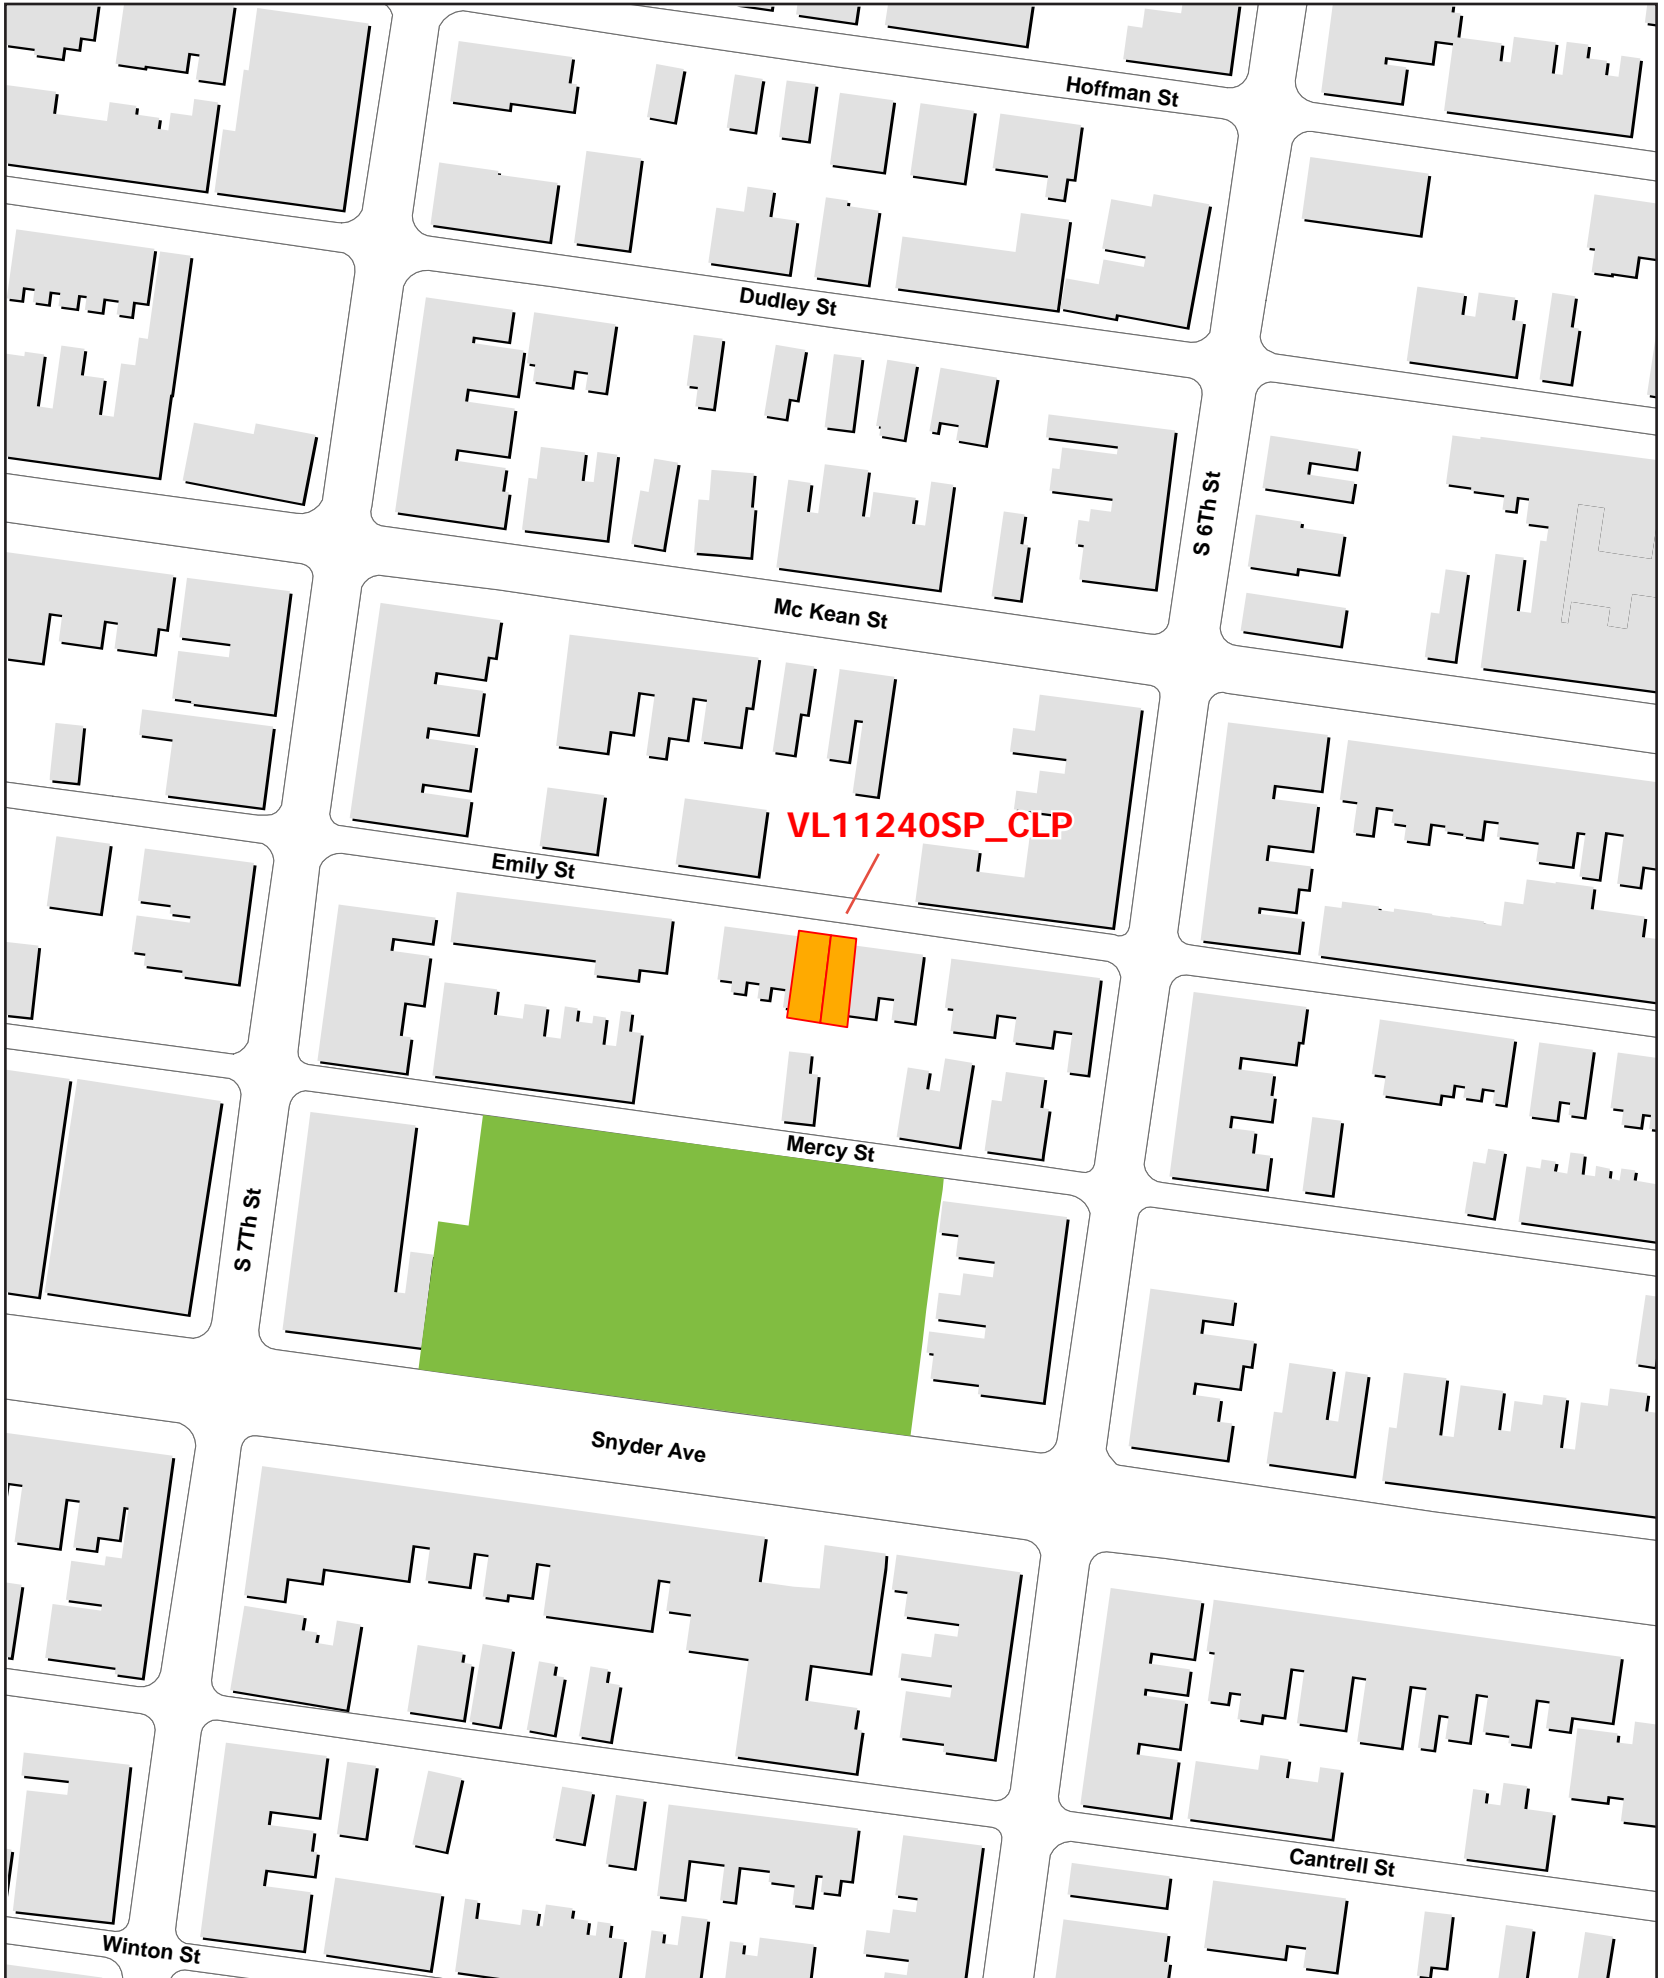 Hoffman St
Dudley St
S 6Th St
Mc Kean St
VL11240SP_CLP
Emily St
Mercy St
S 7Th St
Snyder Ave
Cantrell St
Winton St